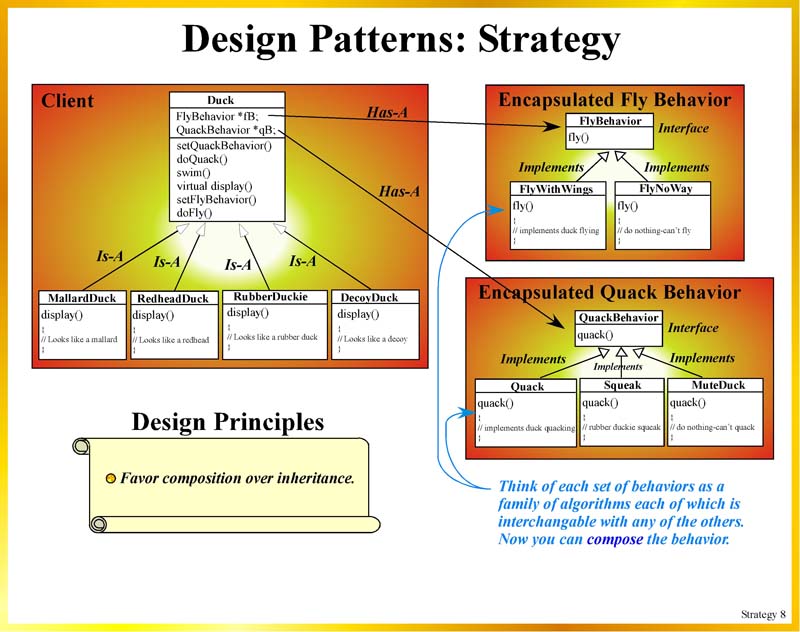 Design Patterns: Strategy
Client
Duck
FlyBehavior *fB;
QuackBehavior *qB;
setQuackBehavior()
doQuack()
swim()
virtual display()
setFlyBehavior()
doFly()
Has-A
Has-A
Is-A
Is-A
Is-A
Is-A
MallardDuck
display()
// Looks like a mallard
RedheadDuck
display()
// Looks like a redhead
RubberDuckie
display()
// Looks like a rubber duck
DecoyDuck
display()
// Looks like a decoy
Encapsulated Fly Behavior
FlyBehavior
fly()
Interface
Implements
Implements
FlyWithWings
fly()
// implements duck flying
FlyNoWay
fly()
// do nothing-can't fly
Encapsulated Quack Behavior
QuackBehavior
quack()
Interface
Implements
Implements
Implements
Quack
quack()
// implements duck quacking
Squeak
quack()
// rubber duckie squeak
MuteDuck
quack()
// do nothing-can't quack
Design Principles
Favor composition over inheritance.
Think of each set of behaviors as a
family of algorithms each of which is
interchangable with any of the others.
Now you can compose the behavior.
Strategy 8